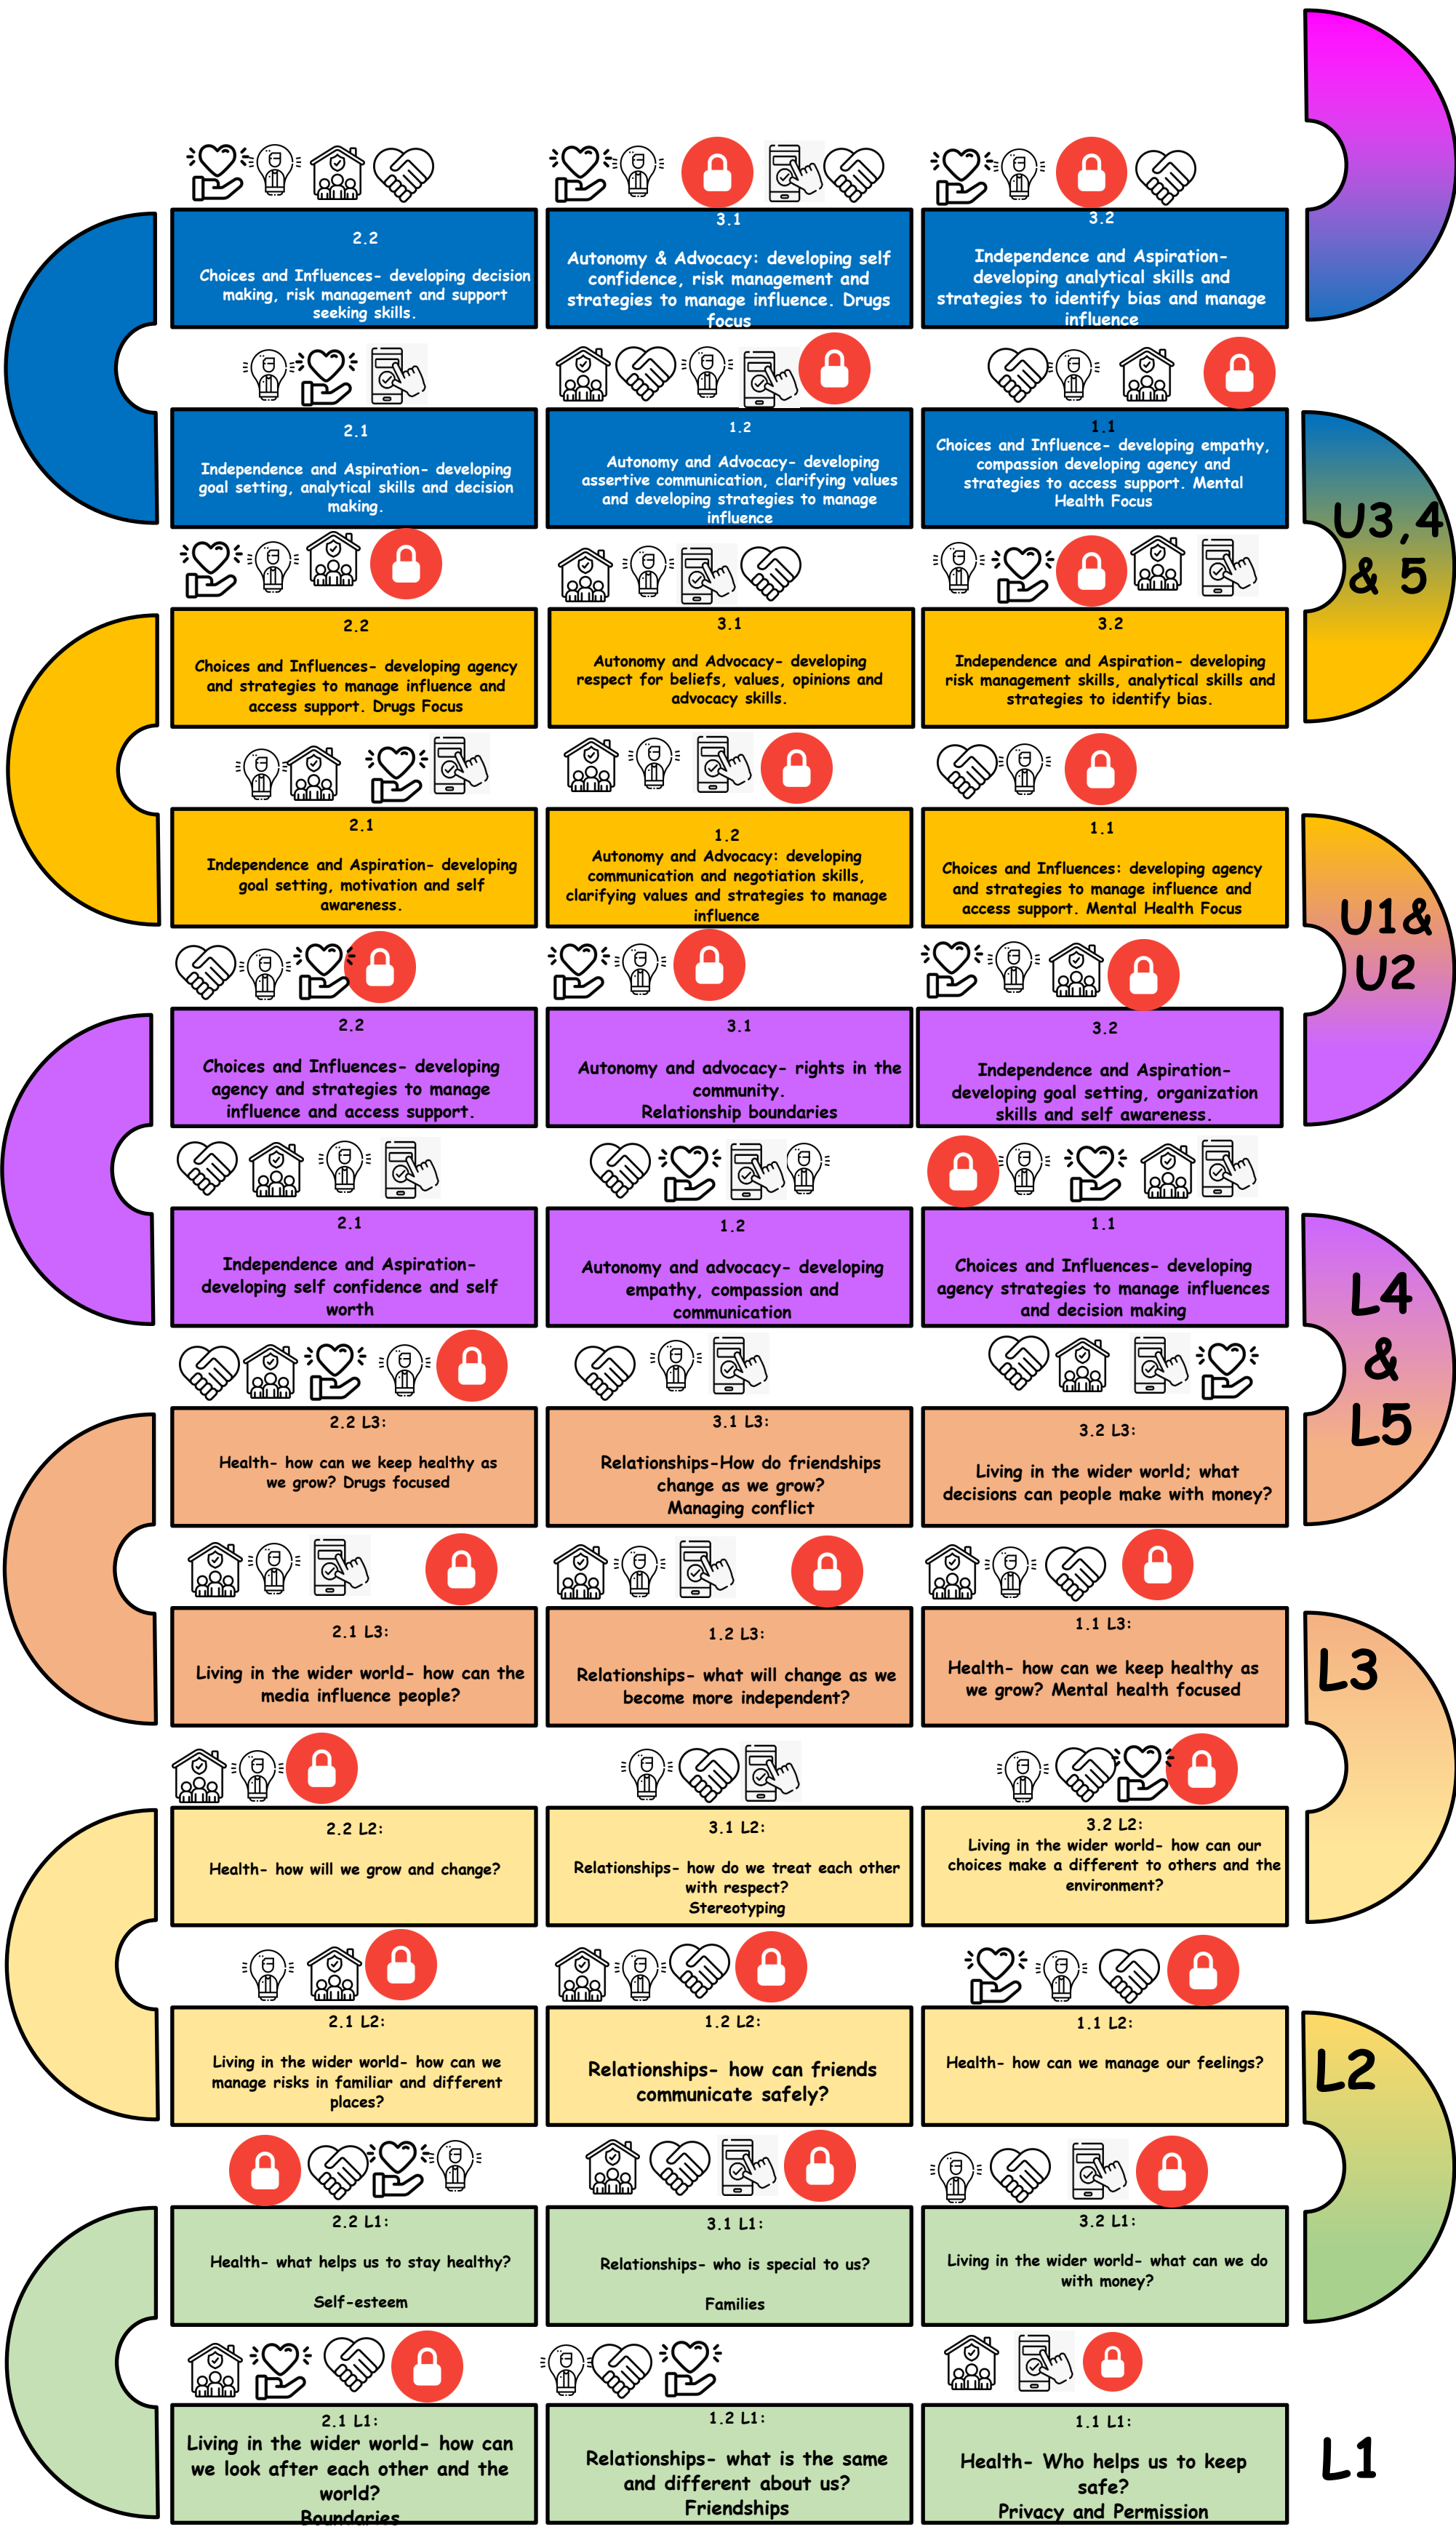 2.2
Choices and Influences- developing decision
making, risk management and support
seeking skills.
3.1
Autonomy & Advocacy: developing self
confidence, risk management and
strategies to manage influence. Drugs
focus
3.2
Independence and Aspiration-
developing analytical skills and
strategies to identify bias and manage
influence
2.1
Independence and Aspiration- developing
goal setting, analytical skills and decision
making.
1.2
Autonomy and Advocacy- developing
assertive communication, clarifying values
and developing strategies to manage
influence
1.1
Choices and Influence- developing empathy,
compassion developing agency and
strategies to access support. Mental
Health Focus
U3,4
& 5
2.2
Choices and Influences- developing agency
and strategies to manage influence and
access support. Drugs Focus
3.1
Autonomy and Advocacy- developing
respect for beliefs, values, opinions and
advocacy skills.
3.2
Independence and Aspiration- developing
risk management skills, analytical skills and
strategies to identify bias.
2.1
Independence and Aspiration- developing
goal setting, motivation and self
awareness.
1.2
Autonomy and Advocacy: developing
communication and negotiation skills,
clarifying values and strategies to manage
influence
1.1
Choices and Influences: developing agency
and strategies to manage influence and
access support. Mental Health Focus
U1&
U2
2.2
Choices and Influences- developing
agency and strategies to manage
influence and access support.
3.1
Autonomy and advocacy- rights in the
community.
Relationship boundaries
3.2
Independence and Aspiration-
developing goal setting, organization
skills and self awareness.
2.1
Independence and Aspiration-
developing self confidence and self
worth
1.2
Autonomy and advocacy- developing
empathy, compassion and
communication
1.1
Choices and Influences- developing
agency strategies to manage influences
and decision making
L4
&
L5
2.2 L3:
Health- how can we keep healthy as
we grow? Drugs focused
3.1 L3:
Relationships-How do friendships
change as we grow?
Managing conflict
3.2 L3:
Living in the wider world; what
decisions can people make with money?
2.1 L3:
Living in the wider world- how can the
media influence people?
1.2 L3:
Relationships- what will change as we
become more independent?
1.1 L3:
Health- how can we keep healthy as
we grow? Mental health focused
L3
2.2 L2:
Health- how will we grow and change?
3.1 L2:
Relationships- how do we treat each other
with respect?
Stereotyping
3.2 L2:
Living in the wider world- how can our
choices make a different to others and the
environment?
2.1 L2:
Living in the wider world- how can we
manage risks in familiar and different
places?
1.2 L2:
Relationships- how can friends
communicate safely?
1.1 L2:
Health- how can we manage our feelings?
L2
2.2 L1:
Health- what helps us to stay healthy?
Self-esteem
3.1 L1:
Relationships- who is special to us?
Families
3.2 L1:
Living in the wider world- what can we do
with money?
2.1 L1:
Living in the wider world- how can
we look after each other and the
world?
Boundaries
1.2 L1:
Relationships- what is the same
and different about us?
Friendships
1.1 L1:
Health- Who helps us to keep
safe?
Privacy and Permission
L1